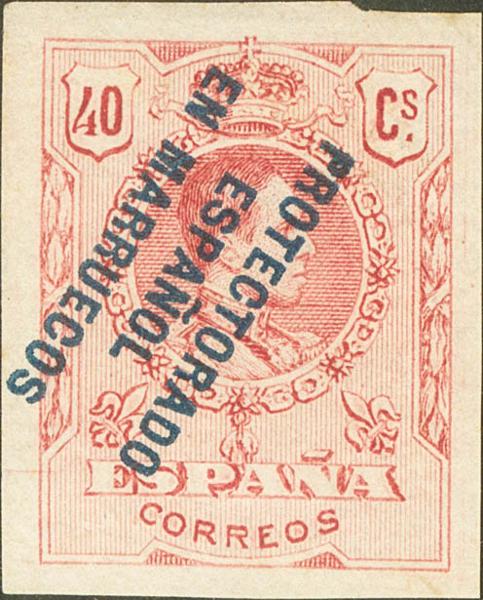 40 Cs.
PROTECTORADO
ESPAÑOL
EN MARRUECOS
ESPAÑA
CORREOS